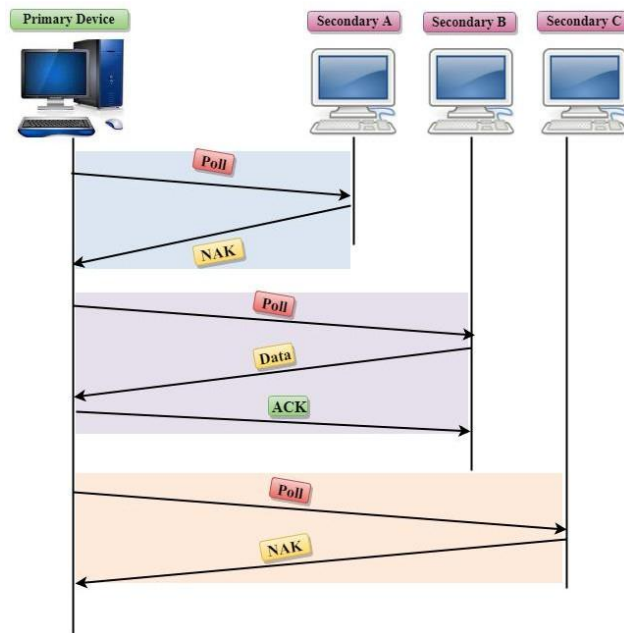 Primary Device
Secondary A
Secondary B
Secondary C
Poll
NAK
Poll
Data
ACK
Poll
NAK